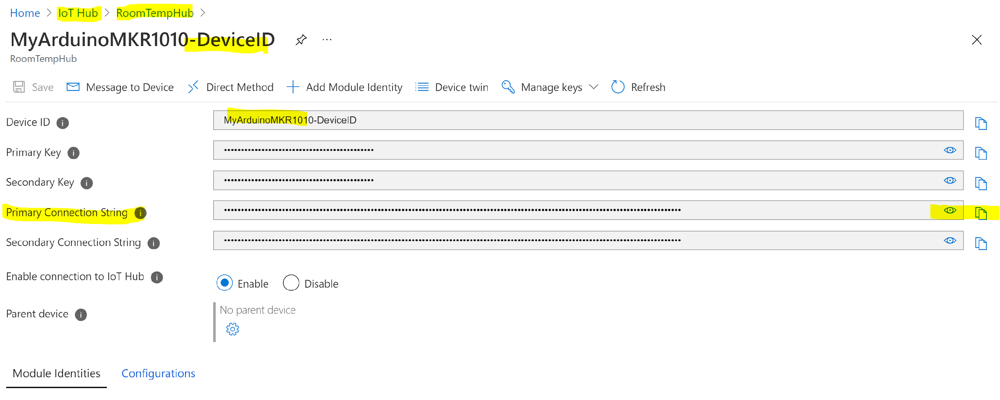 Home > IoT Hub > RoomTempHub >
MyArduinoMKR1010-DeviceID ...
RoomTempHub
Save Message to Device Direct Method Add Module Identity Device twin Manage keys Refresh
Device ID i MyArduinoMKR1010-DeviceID
Primary Key i
Secondary Key i
Primary Connection String i
Secondary Connection String i
Enable connection to IoT Hub i Enable Disable
Parent device i No parent device
Module Identities Configurations